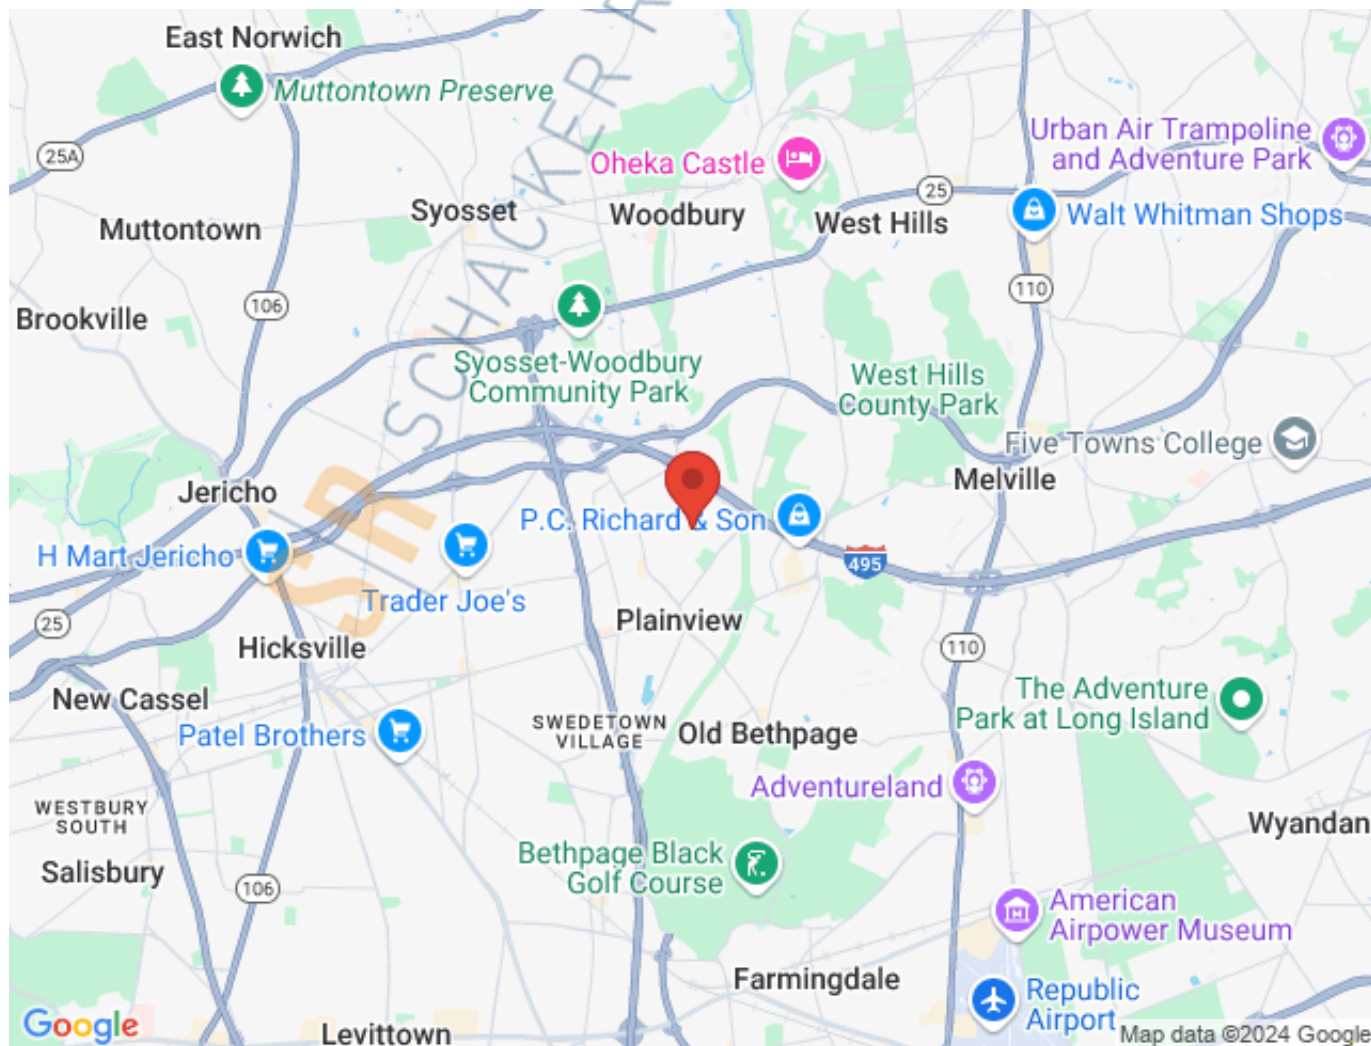 East Norwich
Muttontown Preserve
Urban Air Trampoline
and Adventure Park
25A
Oheka Castle
25
Syosset
Woodbury
West Hills
Walt Whitman Shops
Muttontown
110
106
Brookville
Syosset-Woodbury
Community Park
West Hills
County Park
Five Towns College
Jericho
Melville
P.C. Richard & Son
H Mart Jericho
495
Trader Joe's
25
Plainview
Hicksville
110
New Cassel
The Adventure
Park at Long Island
Patel Brothers
SWEDETOWN
VILLAGE
Old Bethpage
Adventureland
WESTBURY
SOUTH
Wyandan
Salisbury
Bethpage Black
Golf Course
106
American
Airpower Museum
Farmingdale
Republic
Airport
Google
Levittown
Map data ©2024 Google
SIR SCHACKER R